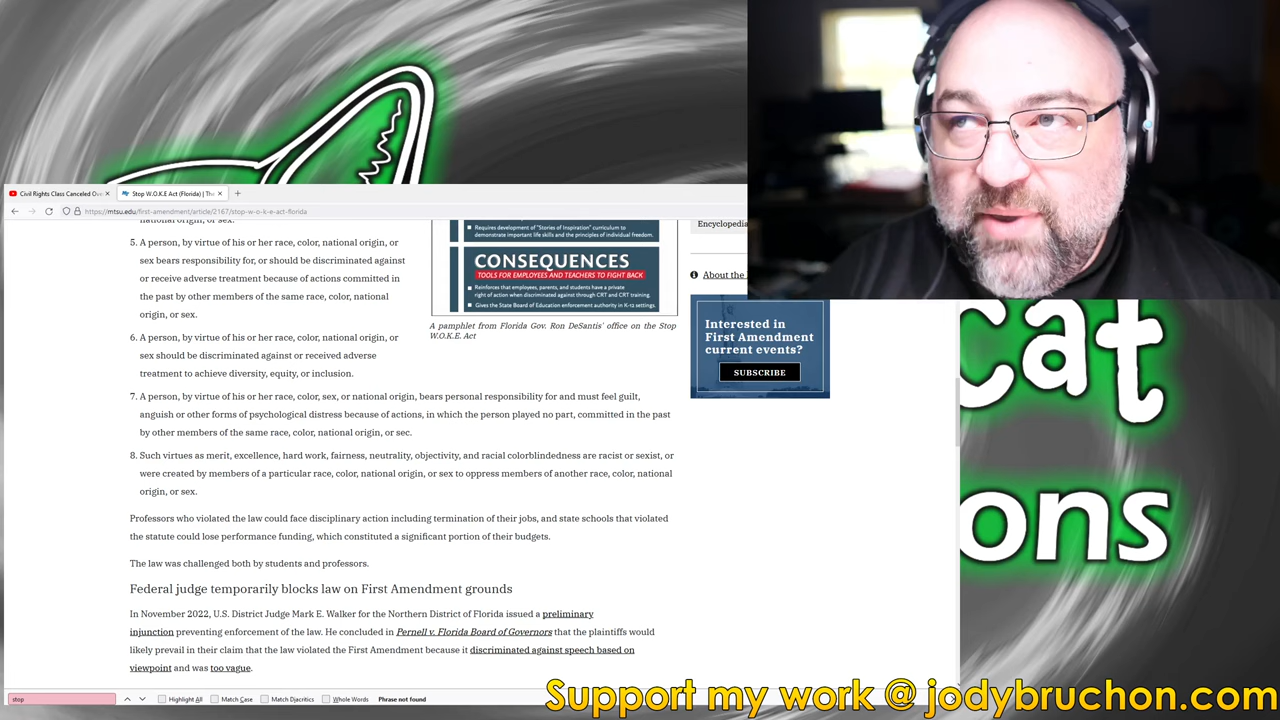 Civil Rights Class Canceled Ove
Stop W.O.K.E Act (Florida) | The
https://mtsu.edu/first-amendment/article/2167/stop-w-o-k-e-act-florida
national origin, or sex.
5. A person, by virtue of his or her race, color, national origin, or
sex bears responsibility for, or should be discriminated against
or receive adverse treatment because of actions committed in
the past by other members of the same race, color, national
origin, or sex.
6. A person, by virtue of his or her race, color, national origin, or
sex should be discriminated against or received adverse
treatment to achieve diversity, equity, or inclusion.
Requires development of "Stories of Inspiration" curriculum to
demonstrate important life skills and the principles of individual freedom.
CONSEQUENCES
TOOLS FOR EMPLOYEES AND TEACHERS TO FIGHT BACK
Reinforces that employees, parents, and students have a private
right of action when discriminated against through CRT and CRT training.
Gives the State Board of Education enforcement authority in K-12 settings.
A pamphlet from Florida Gov. Ron DeSantis' office on the Stop
W.O.K.E. Act
7. A person, by virtue of his or her race, color, sex, or national origin, bears personal responsibility for and must feel guilt,
anguish or other forms of psychological distress because of actions, in which the person played no part, committed in the past
by other members of the same race, color, national origin, or sec.
8. Such virtues as merit, excellence, hard work, fairness, neutrality, objectivity, and racial colorblindedness are racist or sexist, or
were created by members of a particular race, color, national origin, or sex to oppress members of another race, color, national
origin, or sex.
Professors who violated the law could face disciplinary action including termination of their jobs, and state schools that violated
the statute could lose performance funding, which constituted a significant portion of their budgets.
The law was challenged both by students and professors.
Federal judge temporarily blocks law on First Amendment grounds
In November 2022, U.S. District Judge Mark E. Walker for the Northern District of Florida issued a preliminary
injunction preventing enforcement of the law. He concluded in Pernell v. Florida Board of Governors that the plaintiffs would
likely prevail in their claim that the law violated the First Amendment because it discriminated against speech based on
viewpoint and was too vague.
Encyclopedia
About the
Interested in
First Amendment
current events?
SUBSCRIBE
cat
ons
stop
Highlight All
Match Case
Match Diacritics
Whole Words
Phrase not found
Support my work @ jodybruchon.com